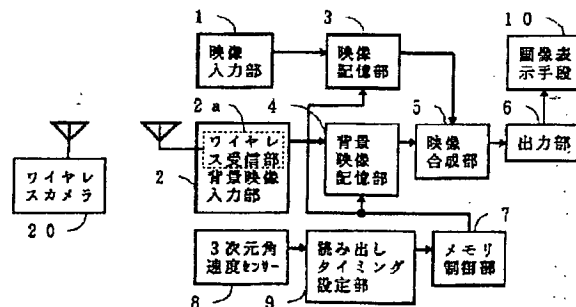 1
3
10
映像
入力部
映像
記憶部
画像表
示手段
2a
4
5
6
ワイヤレ
ス受信部
背景映像
入力部
背景
映像
記憶部
映像
合成部
出力部
ワイヤレ
スカメラ
2
20
7
3次元角
速度センサー
読み出し
タイミング
設定部
メモリ
制御部
8
9